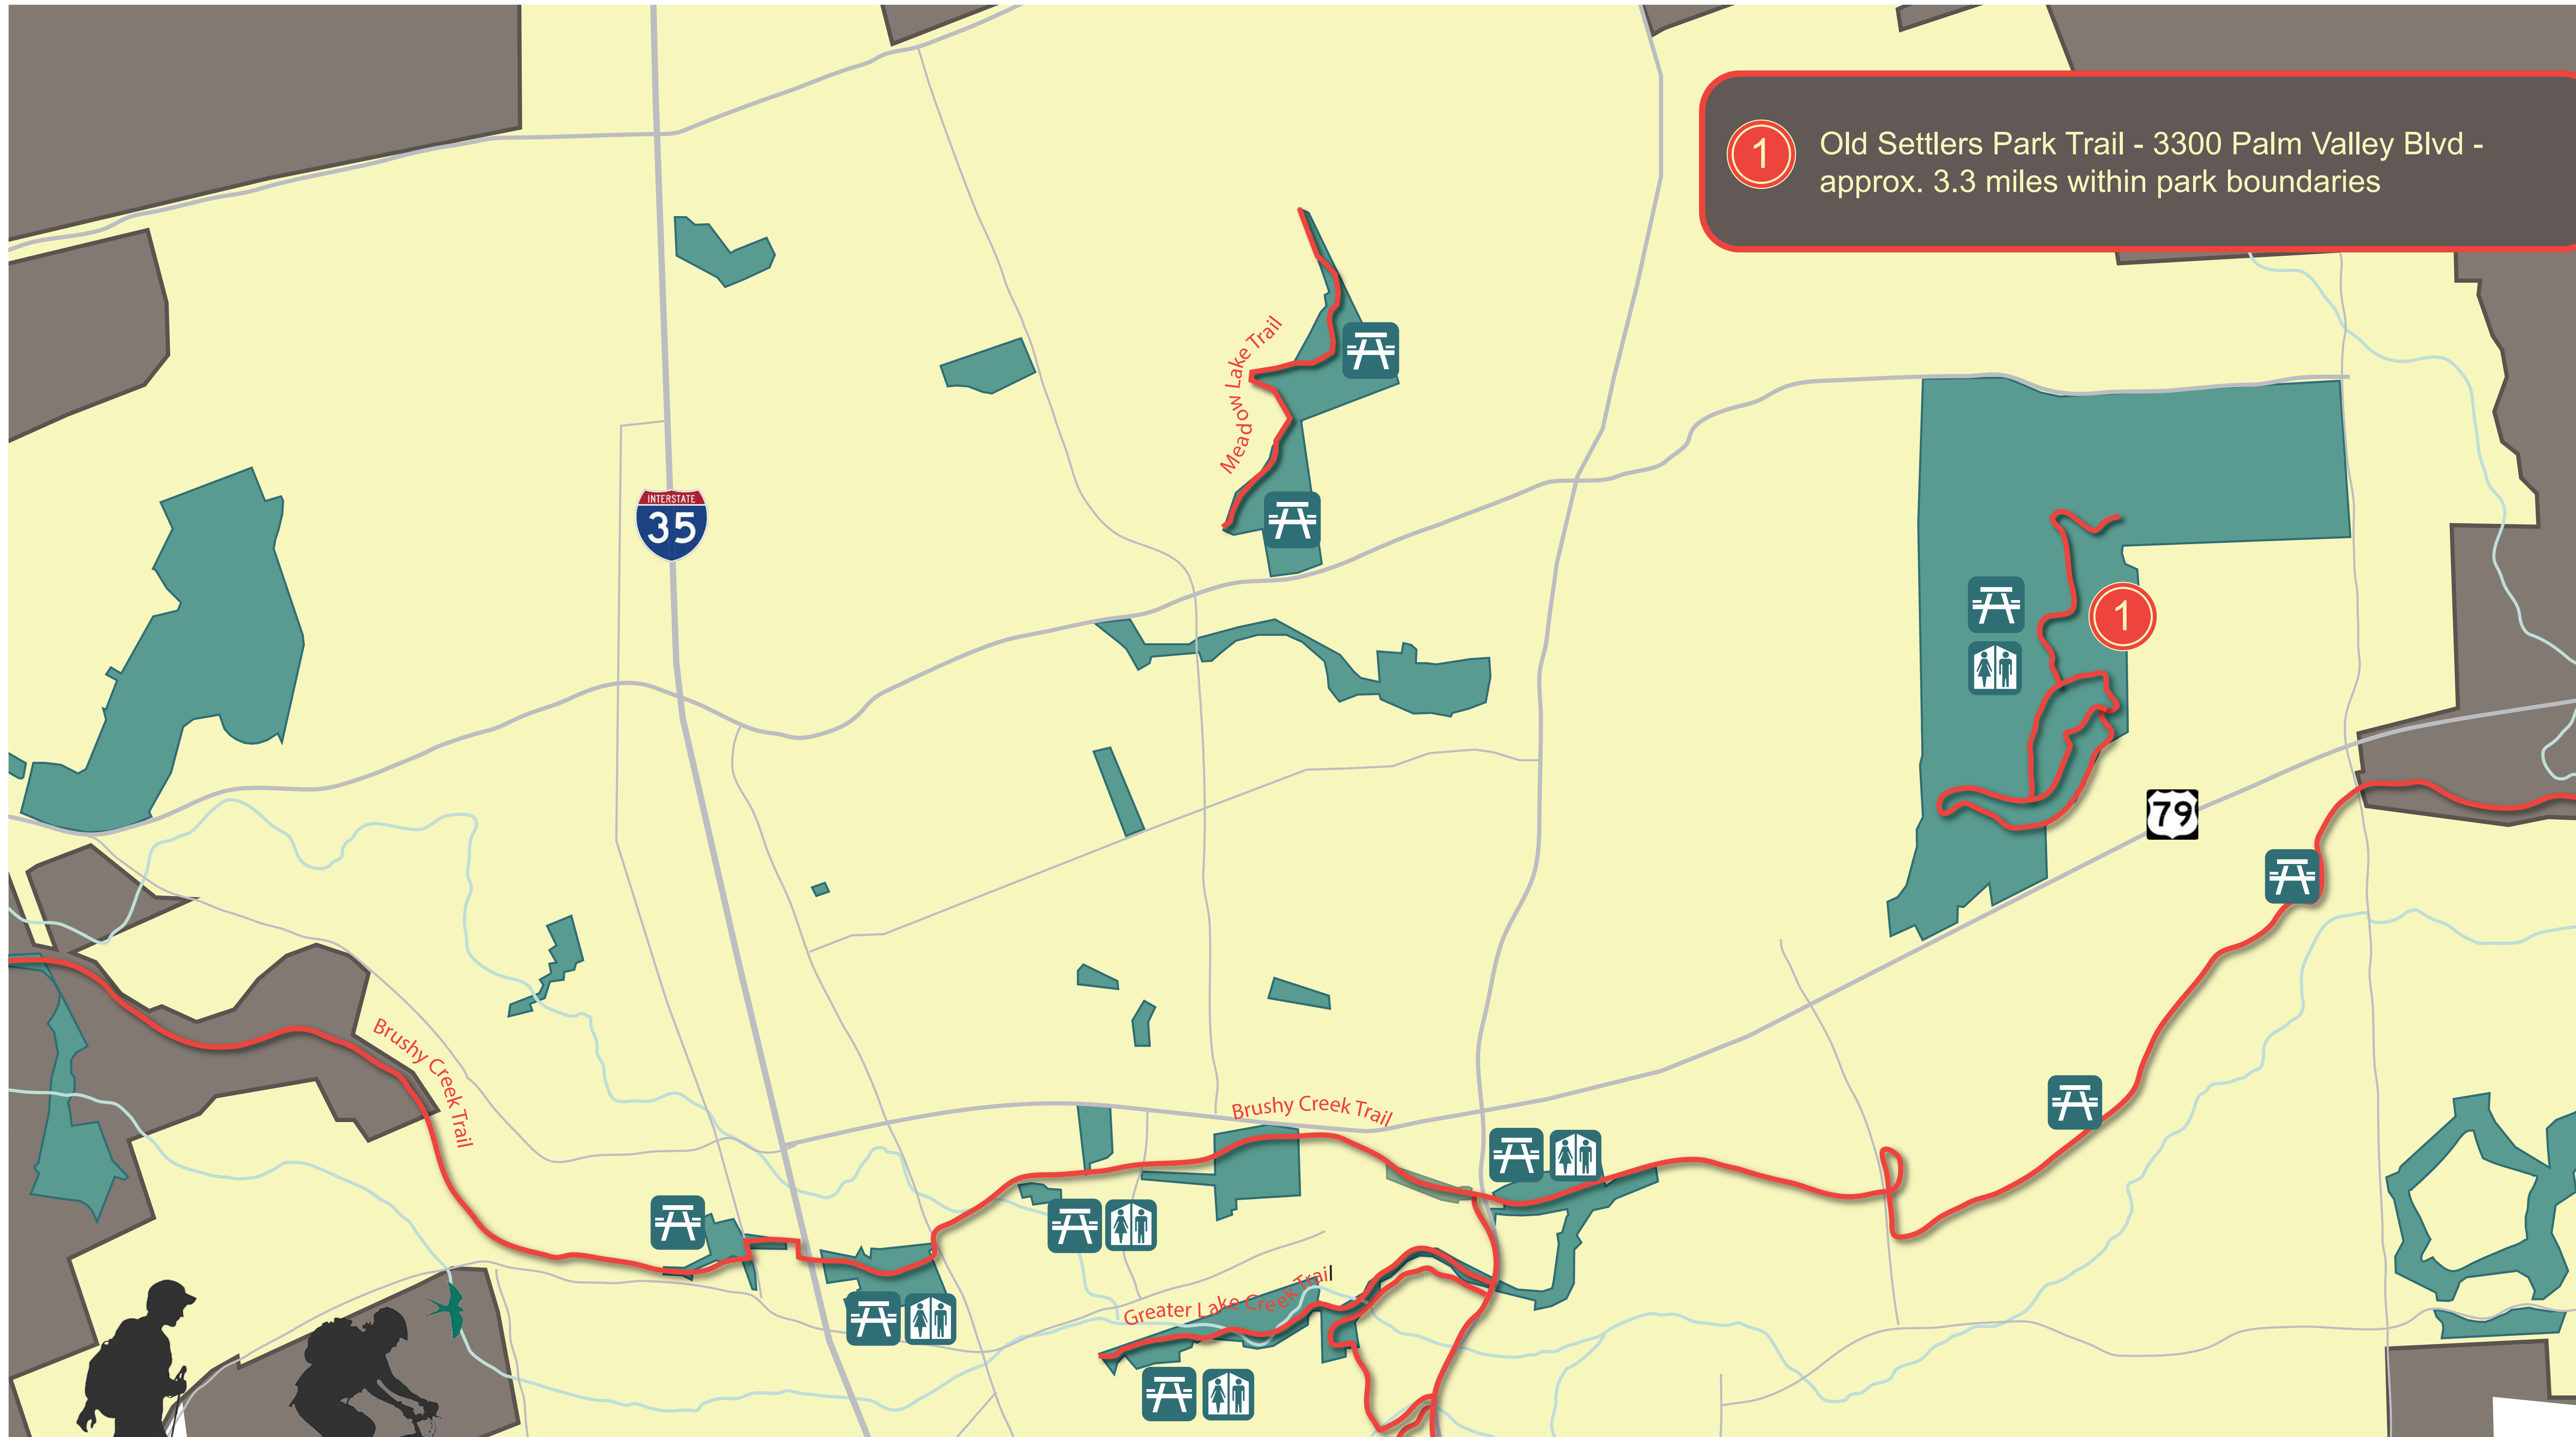 1
Old Settlers Park Trail - 3300 Palm Valley Blvd -
approx. 3.3 miles within park boundaries
Meadow Lake Trail
INTERSTATE
35
1
79
Brushy Creek Trail
Brushy Creek Trail
Greater Lake Creek Trail